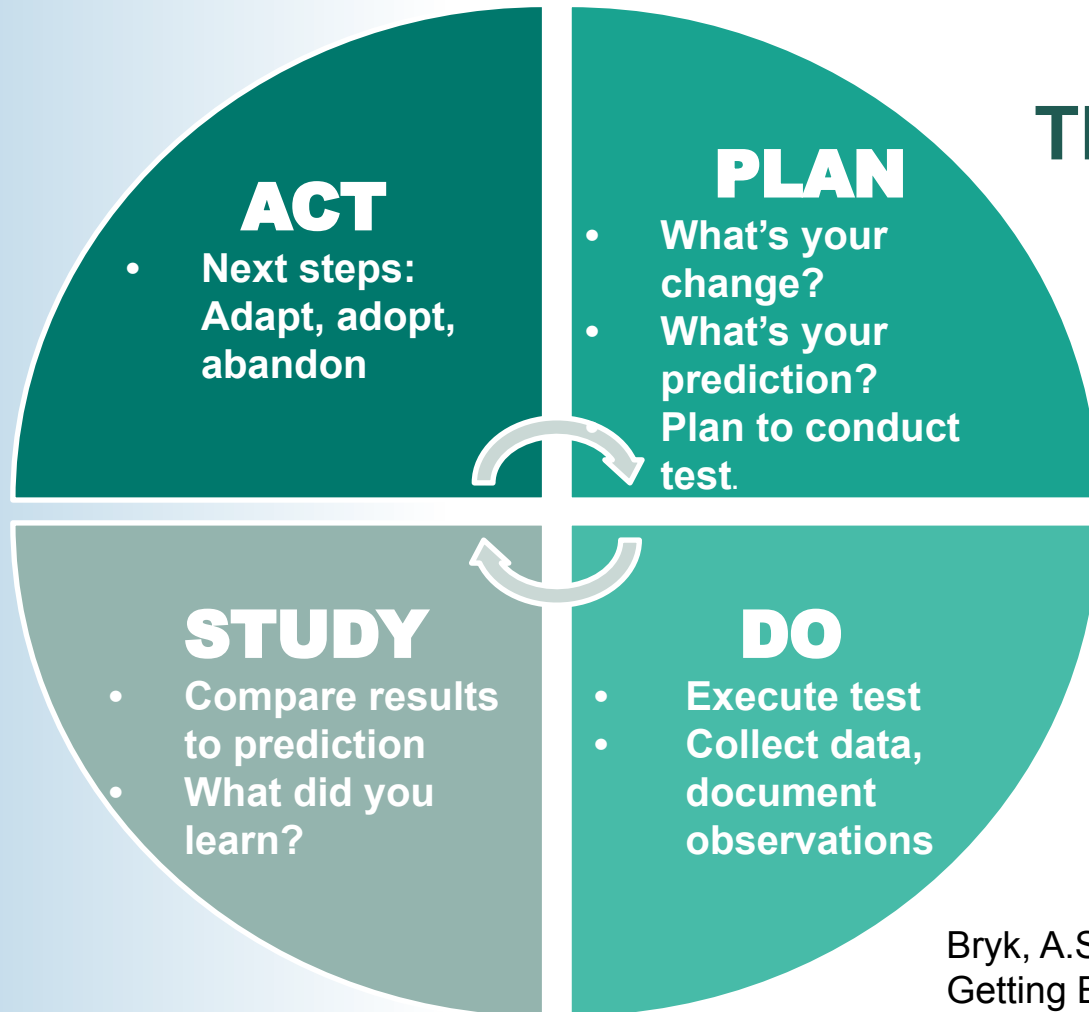 ACT
• Next steps:
Adapt, adopt,
abandon
PLAN
• What’s your
change?
• What’s your
prediction?
• Plan to conduct
test.
STUDY
• Compare results
to prediction
• What did you
learn?
DO
• Execute test
• Collect data,
document
observations
Bryk, A.S
Getting